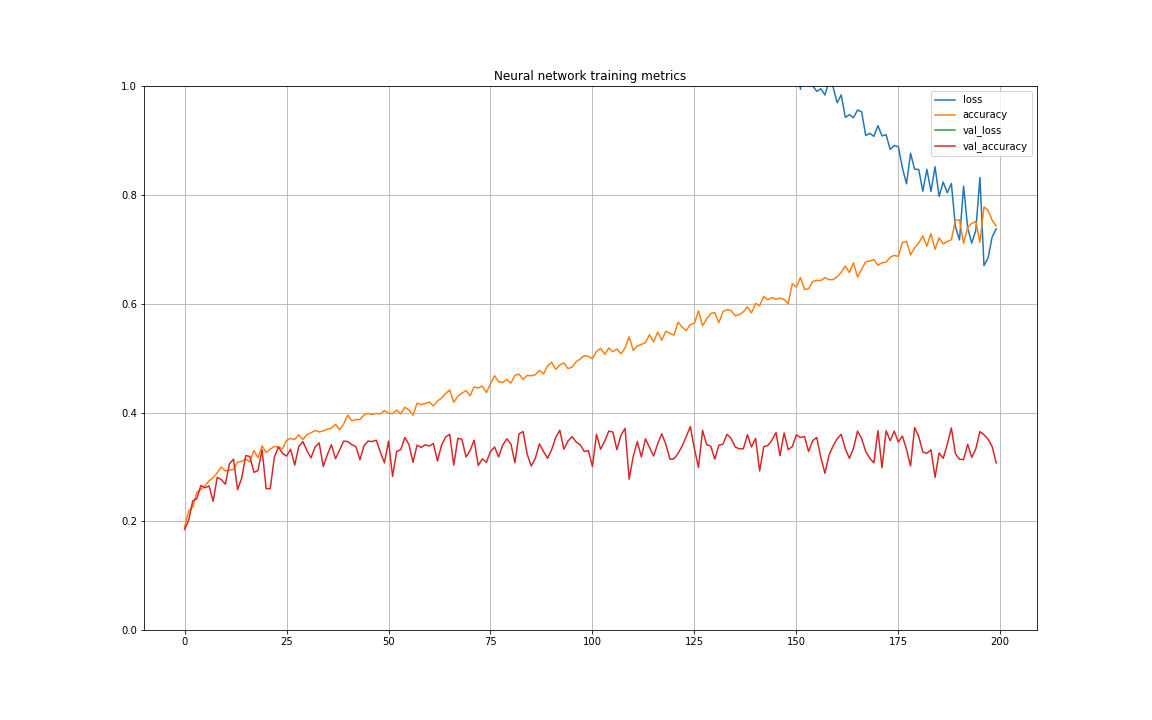 Neural network training metrics
1.0
loss
accuracy
val_loss
val_accuracy
0.8
0.6
0.4
0.2
0.0
0 25 50 75 100 125 150 175 200